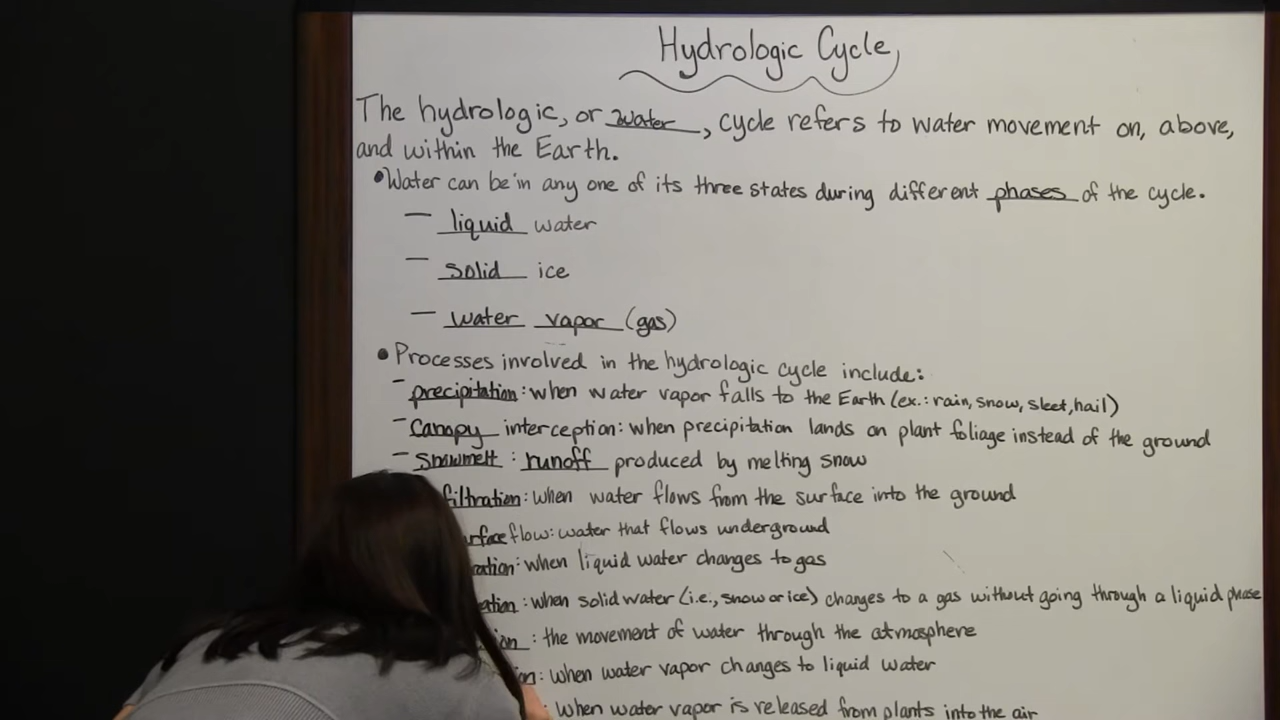 Hydrologic Cycle
The hydrologic, or water, cycle refers to water movement on, above,
and within the Earth.
•Water can be in any one of its three states during different phases of the cycle.
— liquid water
— solid ice
— water vapor (gas)
• Processes involved in the hydrologic cycle include:
- precipitation: when water vapor falls to the Earth (ex.: rain, snow, sleet, hail)
- Canopy interception: when precipitation lands on plant foliage instead of the ground
- snowmelt : runoff produced by melting snow
filtration: when water flows from the surface into the ground
rface flow: water that flows underground
ration: when liquid water changes to gas
ation: when solid water (i.e., snow or ice) changes to a gas without going through a liquid phase
ion : the movement of water through the atmosphere
on: when water vapor changes to liquid water
: when water vapor is released from plants into the air